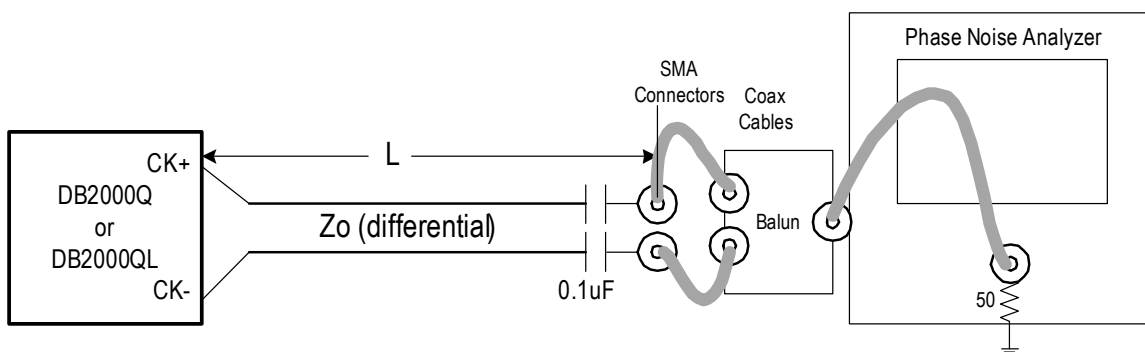 Phase Noise Analyzer
SMA
Connectors
Coax
Cables
CK+
L
DB2000Q
or
DB2000QL
Zo (differential)
Balun
CK-
0.1uF
50